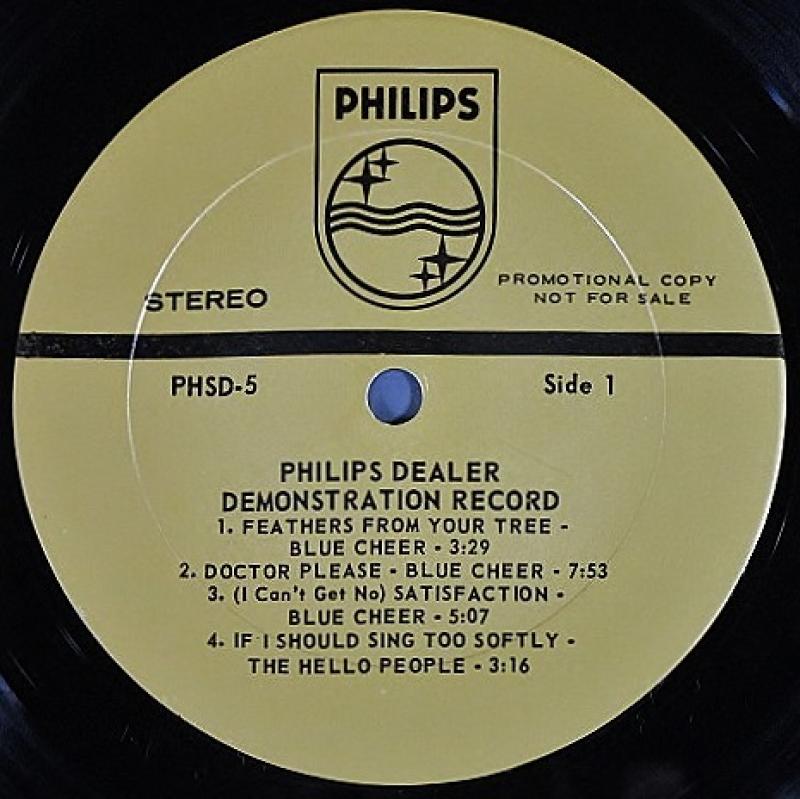 PHILIPS
STEREO
PROMOTIONAL COPY
NOT FOR SALE
PHSD-5
Side 1
PHILIPS DEALER
DEMONSTRATION RECORD
1. FEATHERS FROM YOUR TREE -
BLUE CHEER - 3:29
2. DOCTOR PLEASE - BLUE CHEER - 7:53
3. (I Can't Get No) SATISFACTION -
BLUE CHEER - 5:07
4. IF I SHOULD SING TOO SOFTLY -
THE HELLO PEOPLE - 3:16